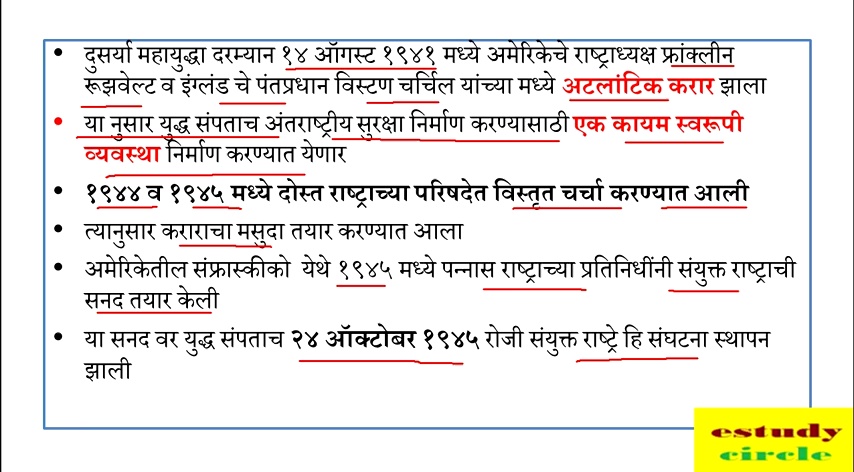 दुसर्या महायुद्धा दरम्यान १४ ऑगस्ट १९४१ मध्ये अमेरिकेचे राष्ट्राध्यक्ष फ्रांक्लीन
रूझवेल्ट व इंग्लंड चे पंतप्रधान विस्टण चर्चिल यांच्या मध्ये अटलांटिक करार झाला
या नुसार युद्ध संपताच अंतराष्ट्रीय सुरक्षा निर्माण करण्यासाठी एक कायम स्वरूपी
व्यवस्था निर्माण करण्यात येणार
१९४४ व १९४५ मध्ये दोस्त राष्ट्राच्या परिषदेत विस्तृत चर्चा करण्यात आली
त्यानुसार कराराचा मसुदा तयार करण्यात आला
अमेरिकेतील संफ्रास्कीको येथे १९४५ मध्ये पन्नास राष्ट्राच्या प्रतिनिधींनी संयुक्त राष्ट्राची
सनद तयार केली
या सनद वर युद्ध संपताच २४ ऑक्टोबर १९४५ रोजी संयुक्त राष्ट्रे हि संघटना स्थापन
झाली
estudy
circle